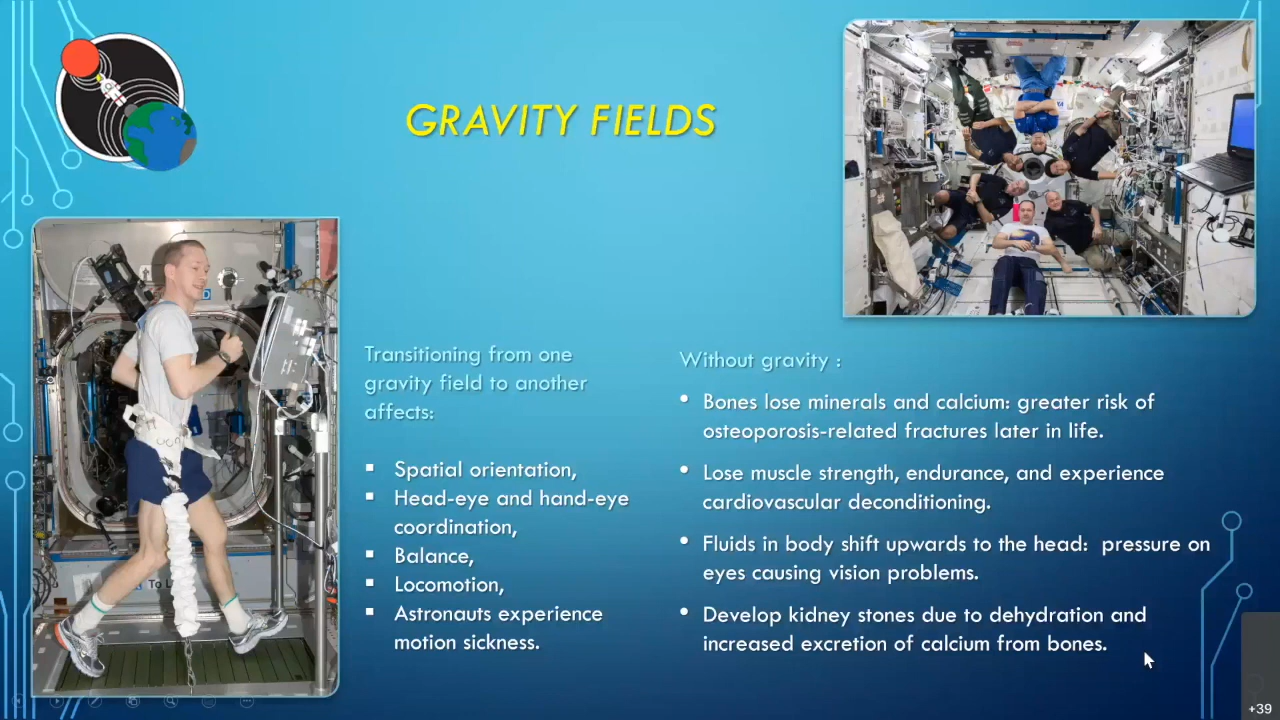 GRAVITY FIELDS
Transitioning from one
gravity field to another
affects:
Spatial orientation,
Head-eye and hand-eye
coordination,
Balance,
Locomotion,
Astronauts experience
motion sickness.
Without gravity :
Bones lose minerals and calcium: greater risk of
osteoporosis-related fractures later in life.
Lose muscle strength, endurance, and experience
cardiovascular deconditioning.
Fluids in body shift upwards to the head: pressure on
eyes causing vision problems.
Develop kidney stones due to dehydration and
increased excretion of calcium from bones.
+39